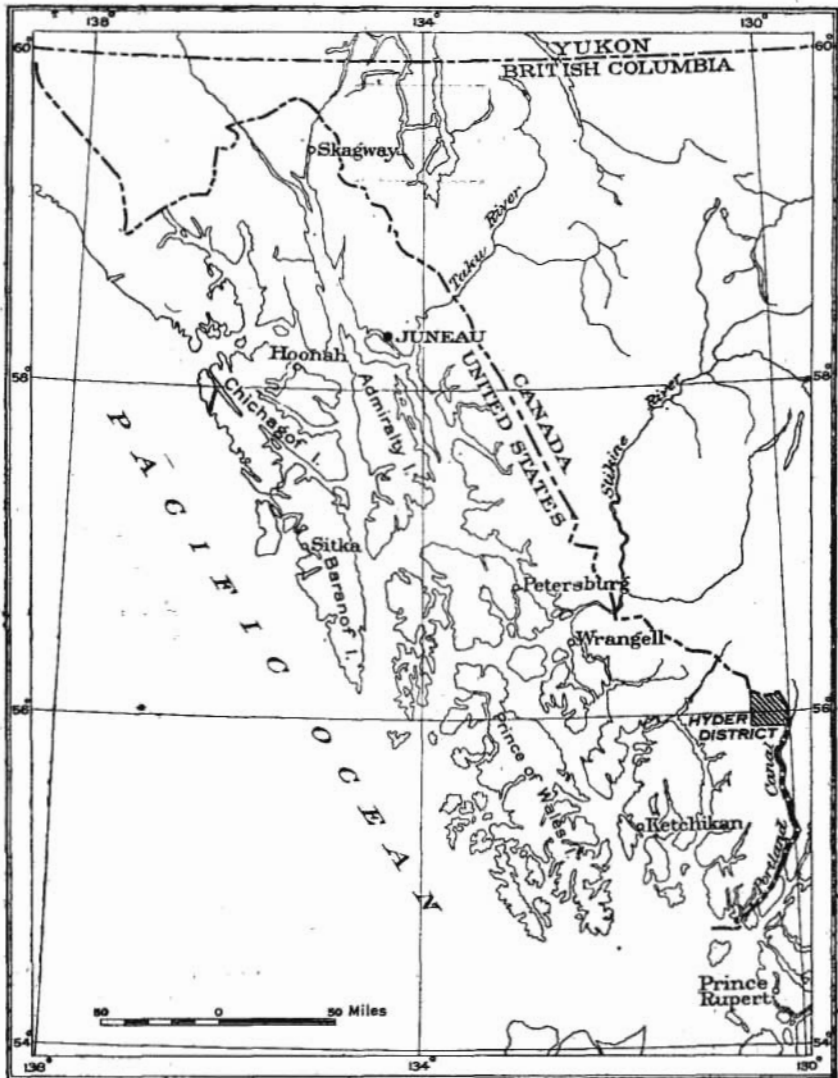 138°
134°
130°
60°
YUKON
60°
BRITISH COLUMBIA
Skagway
Taku River
JUNEAU
Hoonah
CANADA
UNITED STATES
58°
58°
Chichagof I.
Admiralty I.
Stikine River
PACIFIC OCEAN
Sitka
Baranof I.
Petersburg
Wrangell
56°
HYDER
DISTRICT
56°
Prince of Wales I.
Portland Canal
Ketchikan
Prince
Rupert
50 0 50 Miles
54°
54°
138°
134°
130°